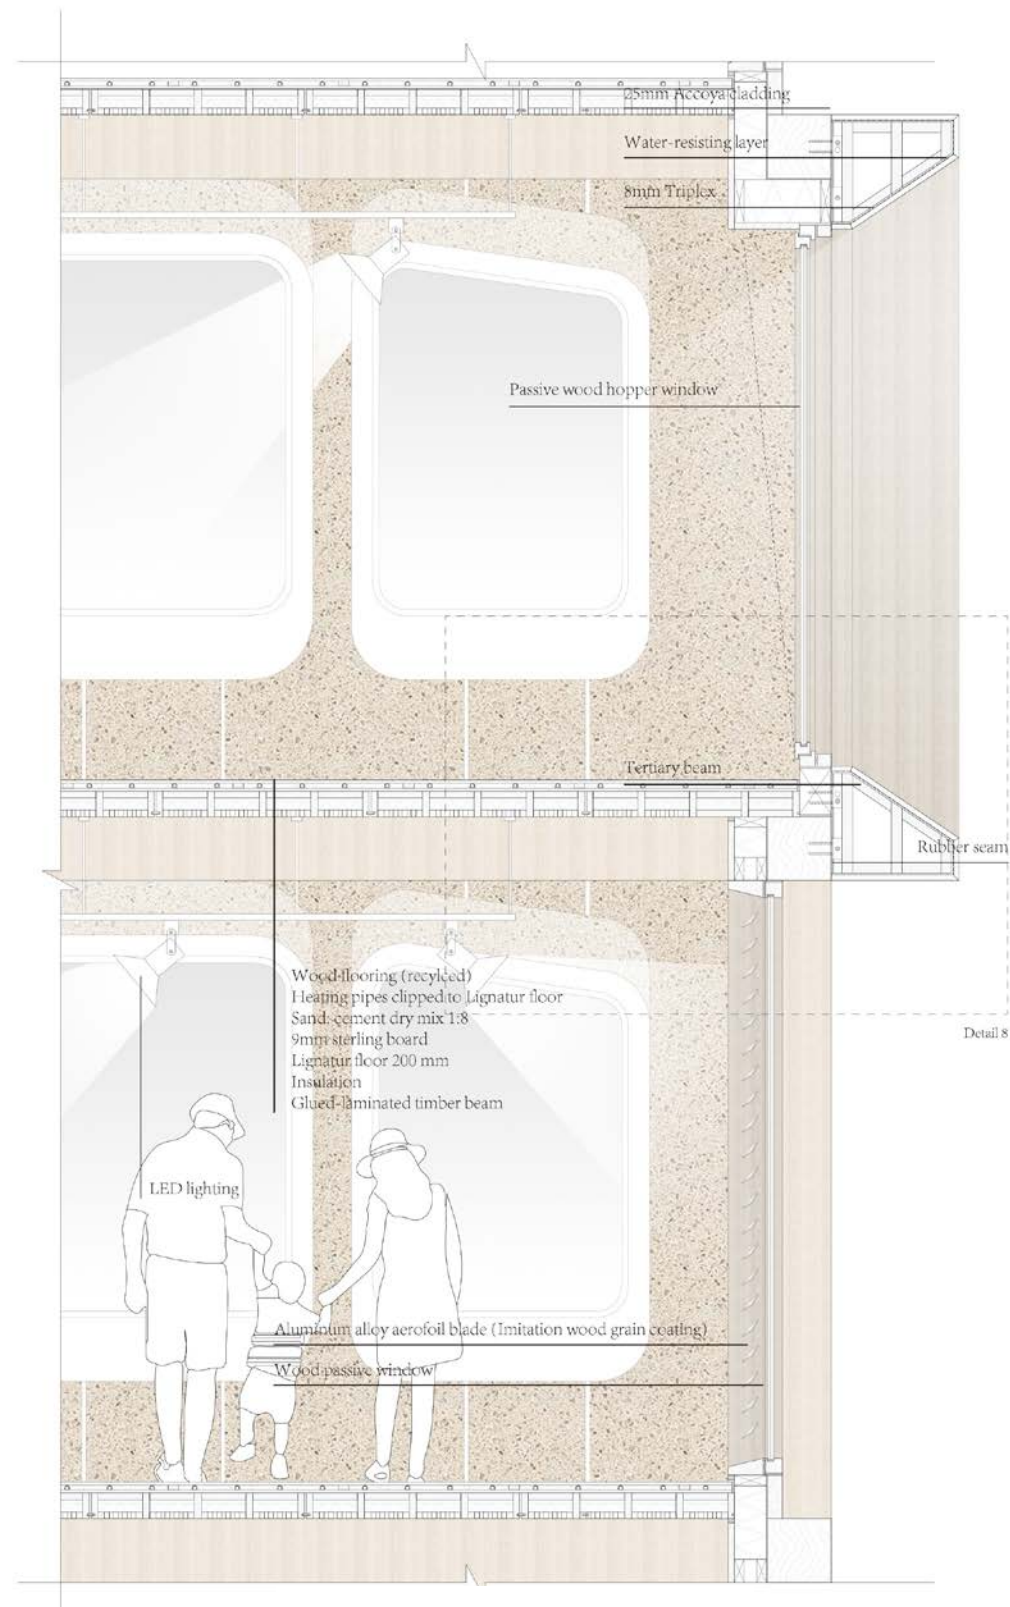 25mm Accoya cladding
Water-resisting layer
8mm Triplex
Passive wood hopper window
Tertiary beam
Rubber seam
Wood flooring (recylced)
Heating pipes clipped to Lignatur floor
Sand: cement dry mix 1:8
9mm sterling board
Lignatur floor 200 mm
Insulation
Glued-laminated timber beam
Detail 8
LED lighting
Aluminum alloy aerofoil blade (Imitation wood grain coating)
Wood passive window